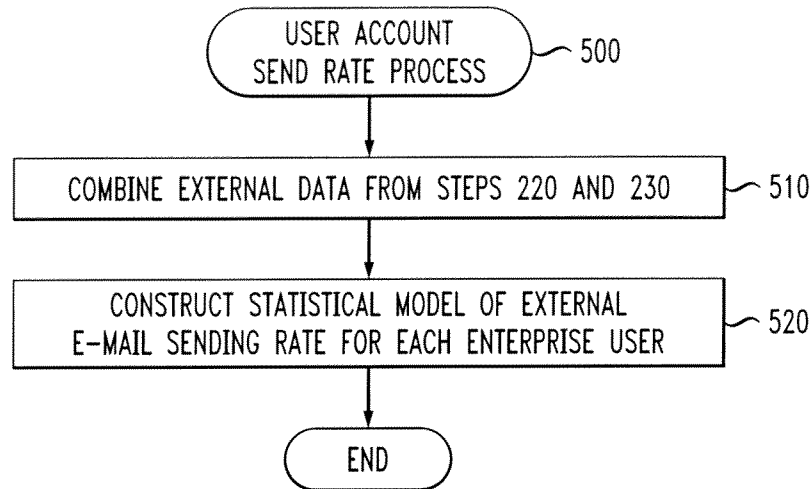 USER ACCOUNT
SEND RATE PROCESS
500
COMBINE EXTERNAL DATA FROM STEPS 220 AND 230
510
CONSTRUCT STATISTICAL MODEL OF EXTERNAL
E-MAIL SENDING RATE FOR EACH ENTERPRISE USER
520
END